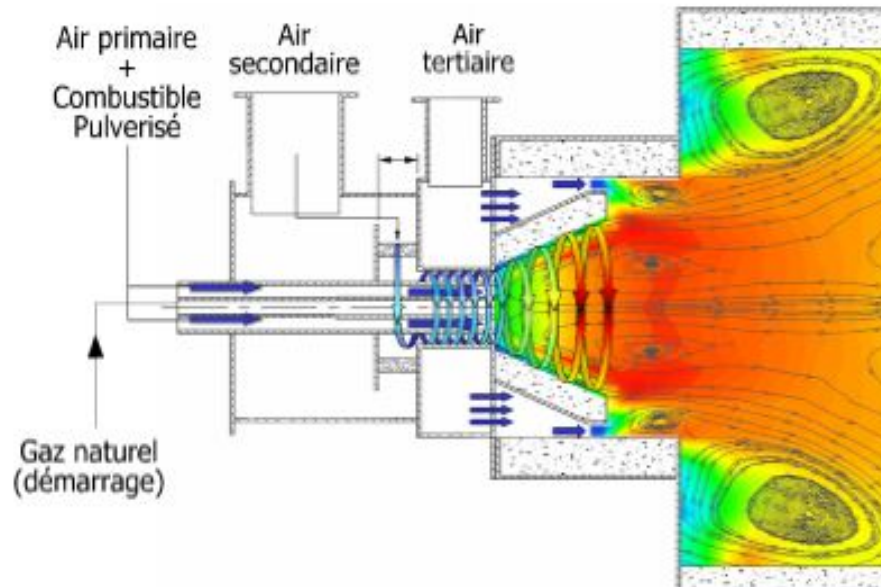 Air primaire
+
Combustible
Pulverisé
Air
secondaire
Air
tertiaire
Gaz naturel
(démarrage)